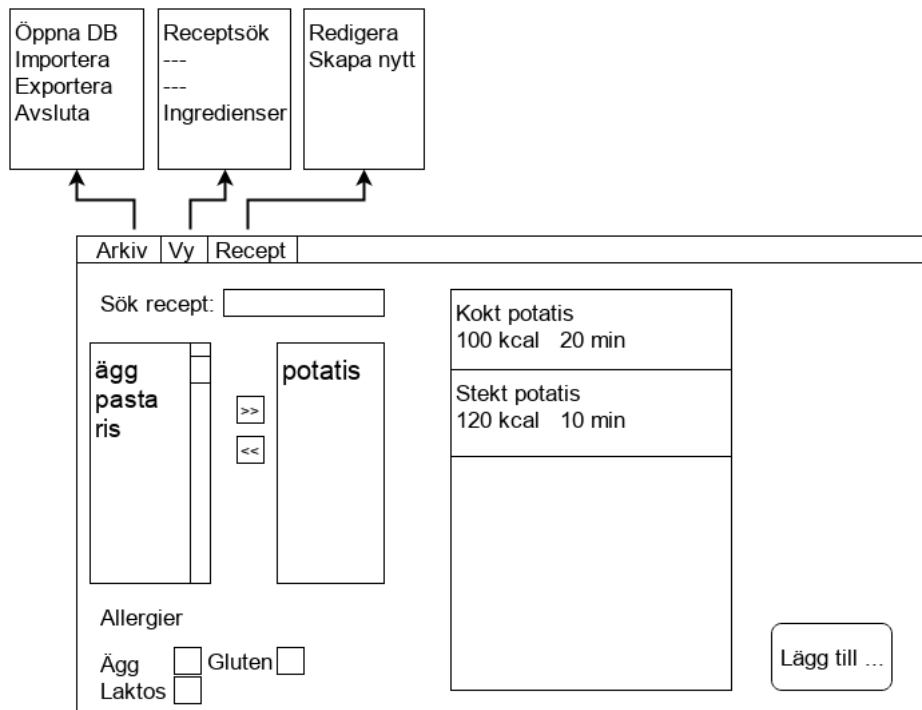 Öppna DB
Importera
Exportera
Avsluta
Receptsök
---
---
Ingredienser
Redigera
Skapa nytt
Arkiv Vy Recept
Sök recept:
ägg
pasta
ris
>>
<<
potatis
Kokt potatis
100 kcal 20 min
Stekt potatis
120 kcal 10 min
Allergier
Ägg Gluten
Laktos
Lägg till ...